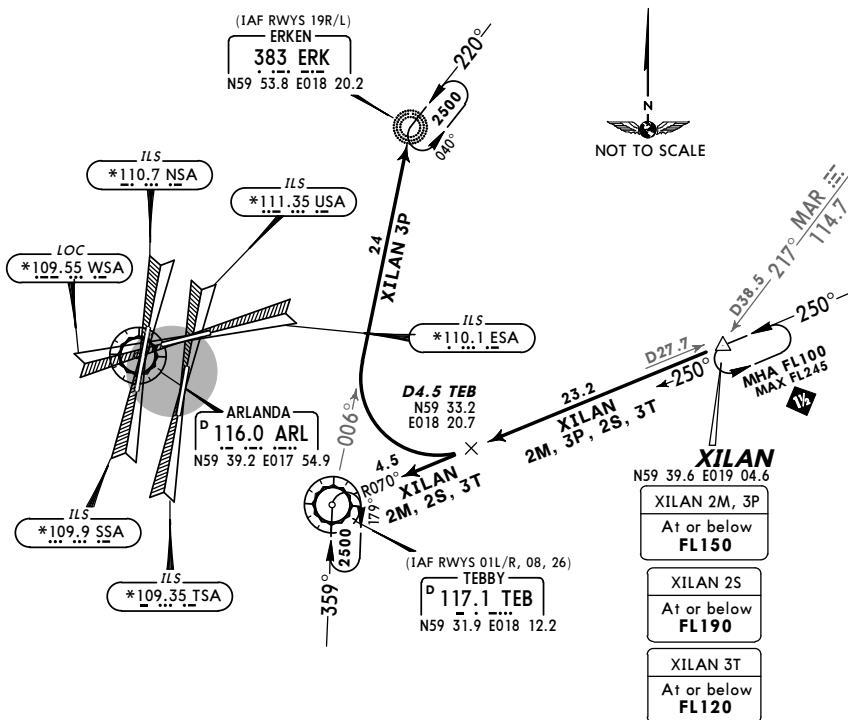 (IAF RWYS 19R/L)
ERKEN
383 ERK
N59 53.8 E018 20.2
220°
2500
040°
N
NOT TO SCALE
ILS
*110.7 NSA
ILS
*111.35 USA
LOC
*109.55 WSA
24
XILAN 3P
217° MAR
114.7
D38.5
250°
ILS
*110.1 ESA
D27.7
250°
MHA FL100
MAX FL245
1½
D4.5 TEB
N59 33.2
E018 20.7
23.2
XILAN
2M, 3P, 2S, 3T
ARLANDA
D 116.0 ARL
N59 39.2 E017 54.9
006°
4.5
R070°
XILAN
2M, 2S, 3T
XILAN
N59 39.6 E019 04.6
XILAN 2M, 3P
At or below
FL150
ILS
*109.9 SSA
179°
2500
359°
(IAF RWYS 01L/R, 08, 26)
TEBBY
D 117.1 TEB
N59 31.9 E018 12.2
ILS
*109.35 TSA
XILAN 2S
At or below
FL190
XILAN 3T
At or below
FL120